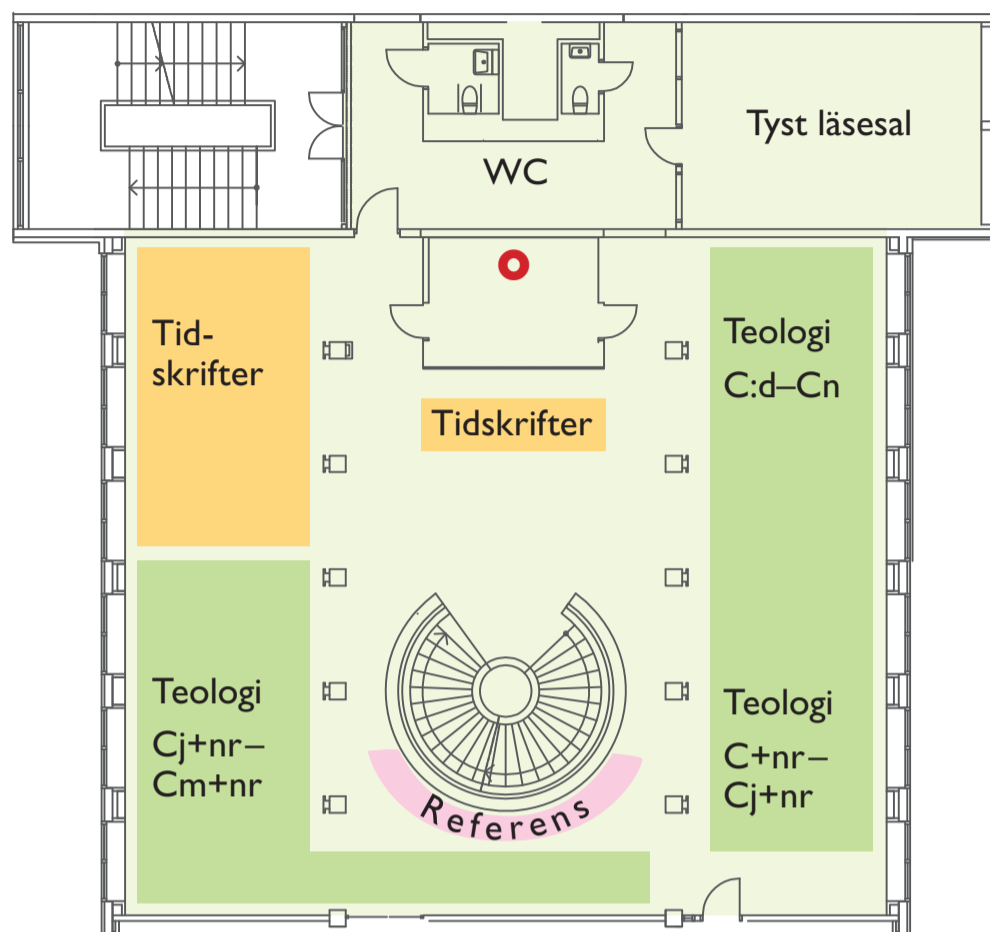 Tyst läsesal
WC
Tid-
skrifter
Teologi
C:d–Cn
Tidskrifter
Teologi
Cj+nr–
Cm+nr
Teologi
C+nr–
Cj+nr
Referens